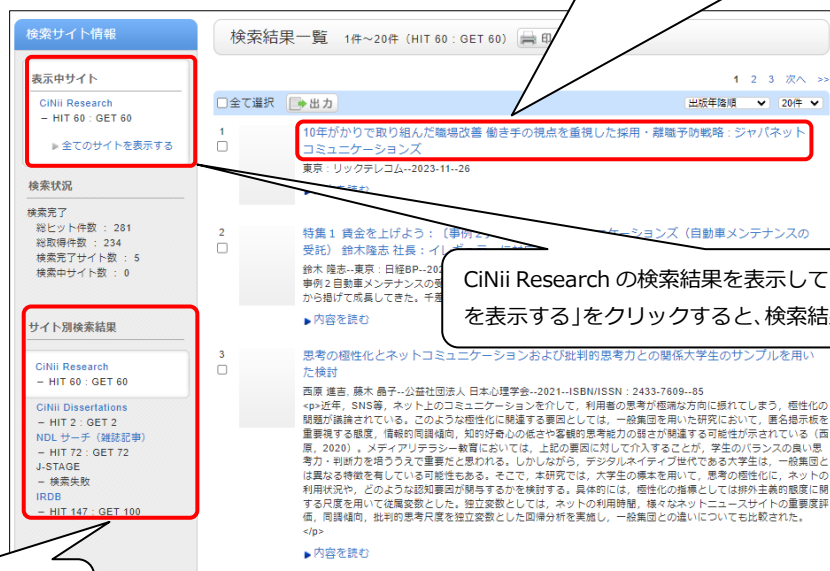 検索サイト情報
表示中サイト
CiNii Research
– HIT 60 : GET 60
全てのサイトを表示する
検索状況
検索完了
総ヒット件数 : 281
総取得件数 : 234
検索完了サイト数 : 5
検索中サイト数 : 0
サイト別検索結果
CiNii Research
– HIT 60 : GET 60
CiNii Dissertations
– HIT 2 : GET 2
NDL サーチ（雑誌記事）
– HIT 72 : GET 72
J-STAGE
– 検索失敗
IRDB
– HIT 147 : GET 100
検索結果一覧 1件～20件（HIT 60 : GET 60）
1 2 3 次へ >>
全て選択 出力 出版年降順 20件
1
10年がかりで取り組んだ職場改善 働き手の視点を重視した採用・離職予防戦略 : ジャパネット
コミュニケーションズ
東京 : リックテレコム--2023-11--26
2
特集 1 賃金を上げよう : 〔事例2 ケーションズ（自動車メンテナンスの
受託） 鈴木隆志 社長 : イレ
鈴木 隆志--東京 : 日経BP--202
事例 2 自動車メンテナンスの受
から掲げて成長してきた。千葉
内容を読む
CiNii Research の検索結果を表示して
を表示する」をクリックすると、検索結
3
思考の極性化とネットコミュニケーションおよび批判的思考力との関係大学生のサンプルを用い
た検討
西原 進吉. 藤木 晶子--公益社団法人 日本心理学会--2021--ISBN/ISSN : 2433-7609--85
<p>近年，SNS等，ネット上のコミュニケーションを介して，利用者の思考が極端な方向に振れてしまう，極性化の
問題が議論されている。このような極性化に関連する要因としては，一般集団を用いた研究において，匿名掲示板を
重要視する態度，情報的同調傾向，知的好奇心の低さや客観的思考能力の弱さが関連する可能性が示されている（西
原，2020）。メディアリテラシー教育においては，上記の要因に対して介入することが，学生のバランスの良い思
考力・判断力を培ううえで重要だと思われる。しかしながら，デジタルネイティブ世代である大学生は，一般集団と
は異なる特徴を有している可能性もある。そこで，本研究では，大学生の標本を用いて，思考の極性化に，ネットの
利用状況や，どのような認知要因が関与するかを検討する。具体的には，極性化の指標としては排外主義的態度に関
する尺度を用いて従属変数とした。独立変数としては，ネットの利用時間，様々なネットニュースサイトの重要度評
価，同調傾向，批判的思考尺度を独立変数とした回帰分析を実施し，一般集団との違いについても比較された。
</p>
内容を読む